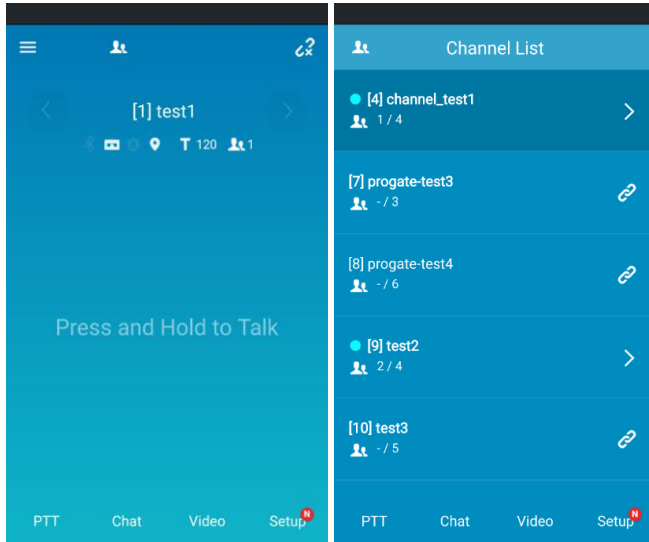 [1] test1
T 120 1
Press and Hold to Talk
PTT Chat Video Setup N
Channel List
[4] channel_test1
1 / 4
[7] progate-test3
- / 3
[8] progate-test4
- / 6
[9] test2
2 / 4
[10] test3
- / 5
PTT Chat Video Setup N